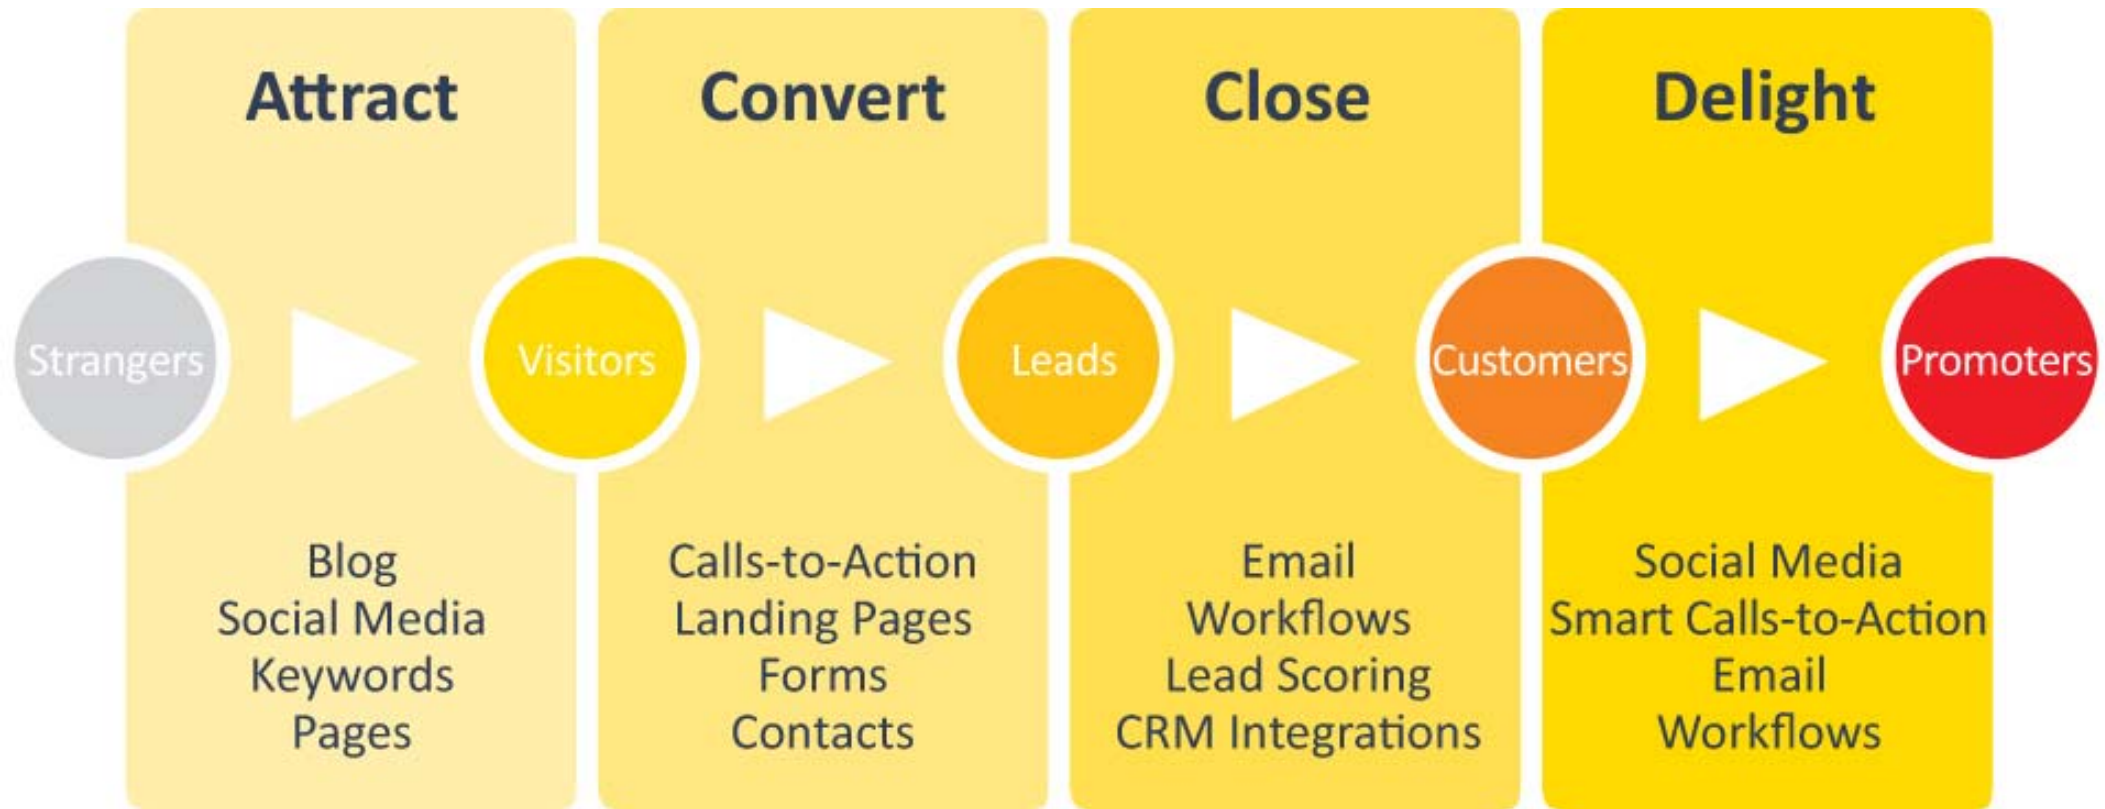 Attract
Convert
Close
Delight
Strangers
Visitors
Leads
Customers
Promoters
Blog
Social Media
Keywords
Pages
Calls-to-Action
Landing Pages
Forms
Contacts
Email
Workflows
Lead Scoring
CRM Integrations
Social Media
Smart Calls-to-Action
Email
Workflows